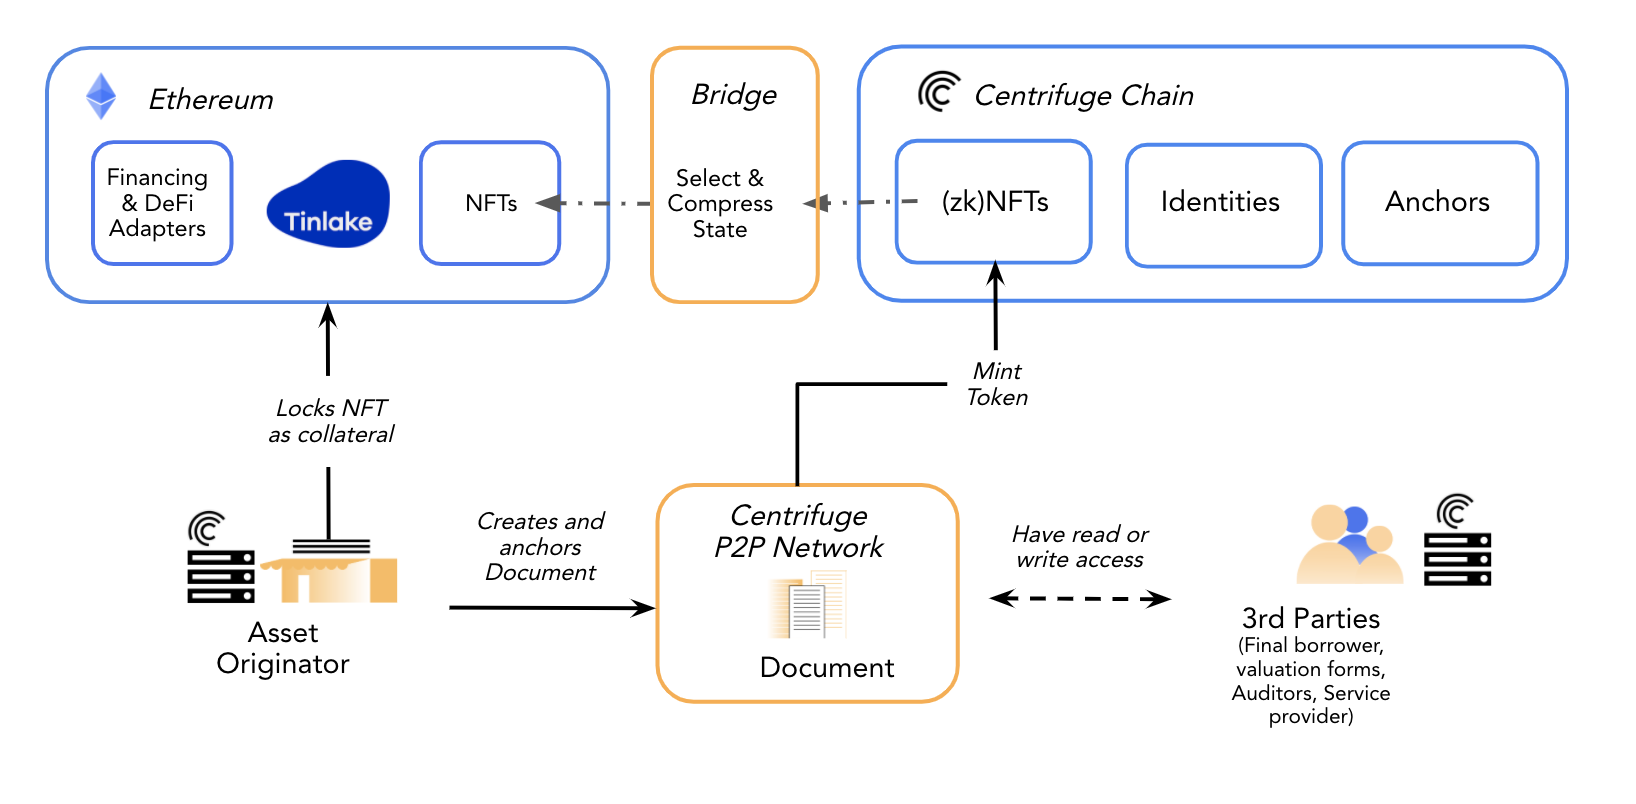 Ethereum
Financing
& DeFi
Adapters
Tinlake
NFTs
Bridge
Select &
Compress
State
Centrifuge Chain
(zk)NFTs
Identities
Anchors
Locks NFT
as collateral
Mint
Token
Asset
Originator
Creates and
anchors
Document
Centrifuge
P2P Network
Document
Have read or
write access
3rd Parties
(Final borrower,
valuation forms,
Auditors, Service
provider)